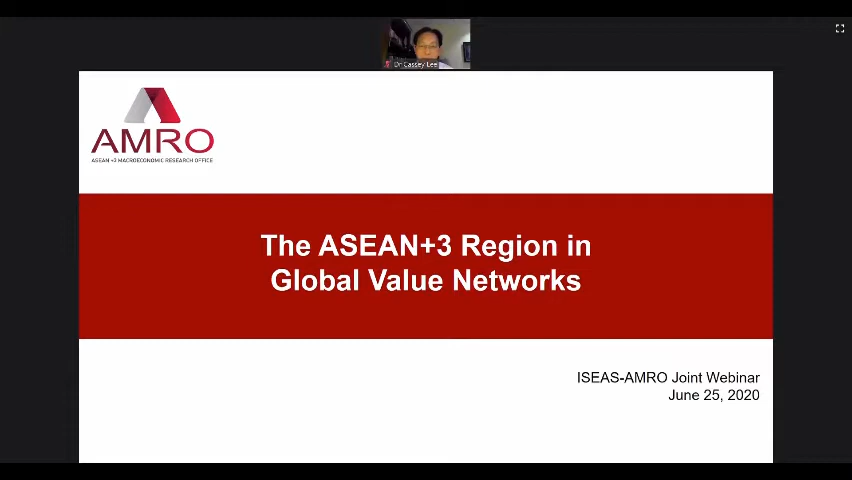 Dr Cassey Lee
AMRO
ASEAN +3 MACROECONOMIC RESEARCH OFFICE
The ASEAN+3 Region in
Global Value Networks
ISEAS-AMRO Joint Webinar
June 25, 2020